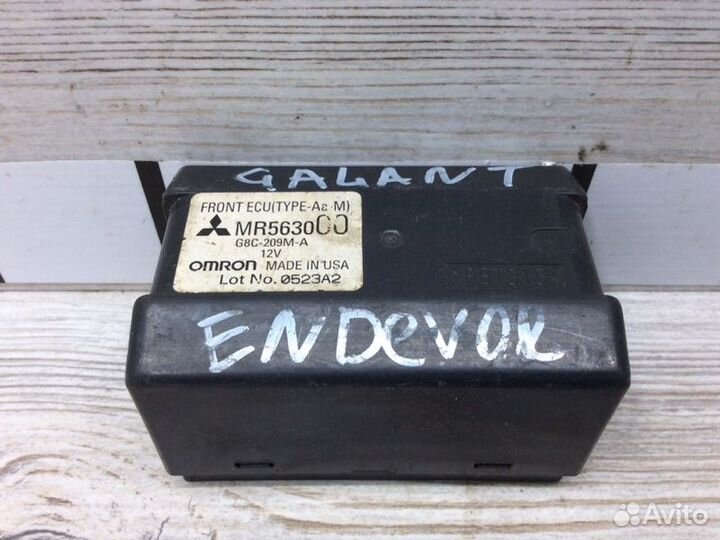 GALANT
FRONT ECU(TYPE-A2 M)
MR563000
G8C-209M-A
12V
OMRON MADE IN USA
Lot No. 0523A2
ENDEVOR
Avito